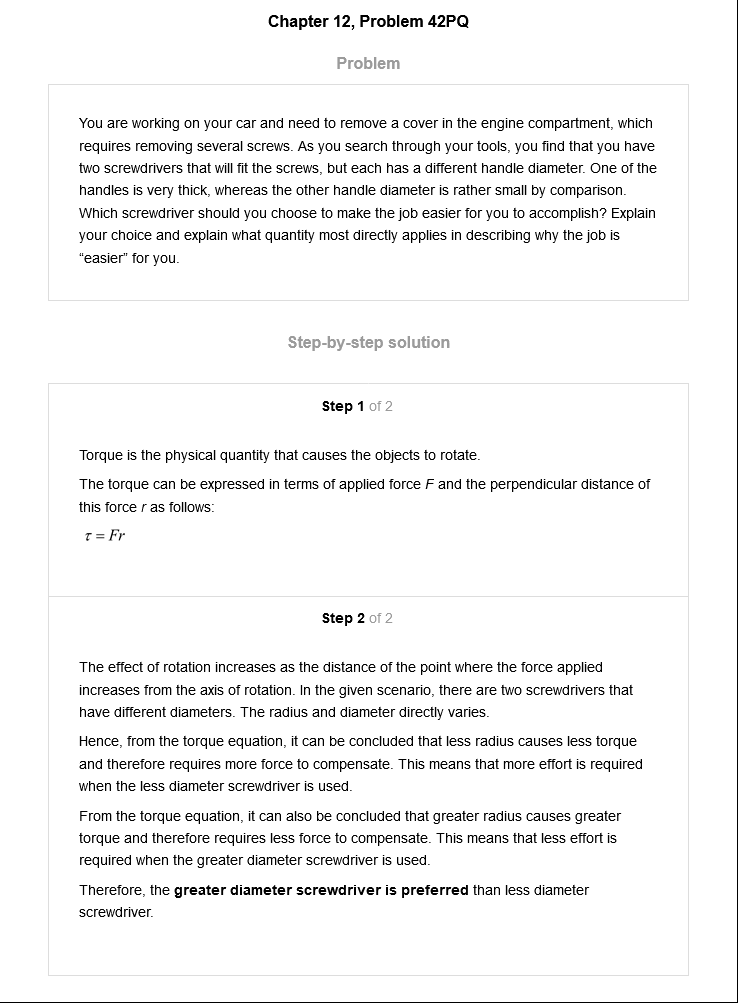 Chapter 12, Problem 42PQ
Problem
You are working on your car and need to remove a cover in the engine compartment, which
requires removing several screws. As you search through your tools, you find that you have
two screwdrivers that will fit the screws, but each has a different handle diameter. One of the
handles is very thick, whereas the other handle diameter is rather small by comparison.
Which screwdriver should you choose to make the job easier for you to accomplish? Explain
your choice and explain what quantity most directly applies in describing why the job is
“easier” for you.
Step-by-step solution
Step 1 of 2
Torque is the physical quantity that causes the objects to rotate.
The torque can be expressed in terms of applied force F and the perpendicular distance of
this force r as follows:
τ = Fr
Step 2 of 2
The effect of rotation increases as the distance of the point where the force applied
increases from the axis of rotation. In the given scenario, there are two screwdrivers that
have different diameters. The radius and diameter directly varies.
Hence, from the torque equation, it can be concluded that less radius causes less torque
and therefore requires more force to compensate. This means that more effort is required
when the less diameter screwdriver is used.
From the torque equation, it can also be concluded that greater radius causes greater
torque and therefore requires less force to compensate. This means that less effort is
required when the greater diameter screwdriver is used.
Therefore, the greater diameter screwdriver is preferred than less diameter
screwdriver.